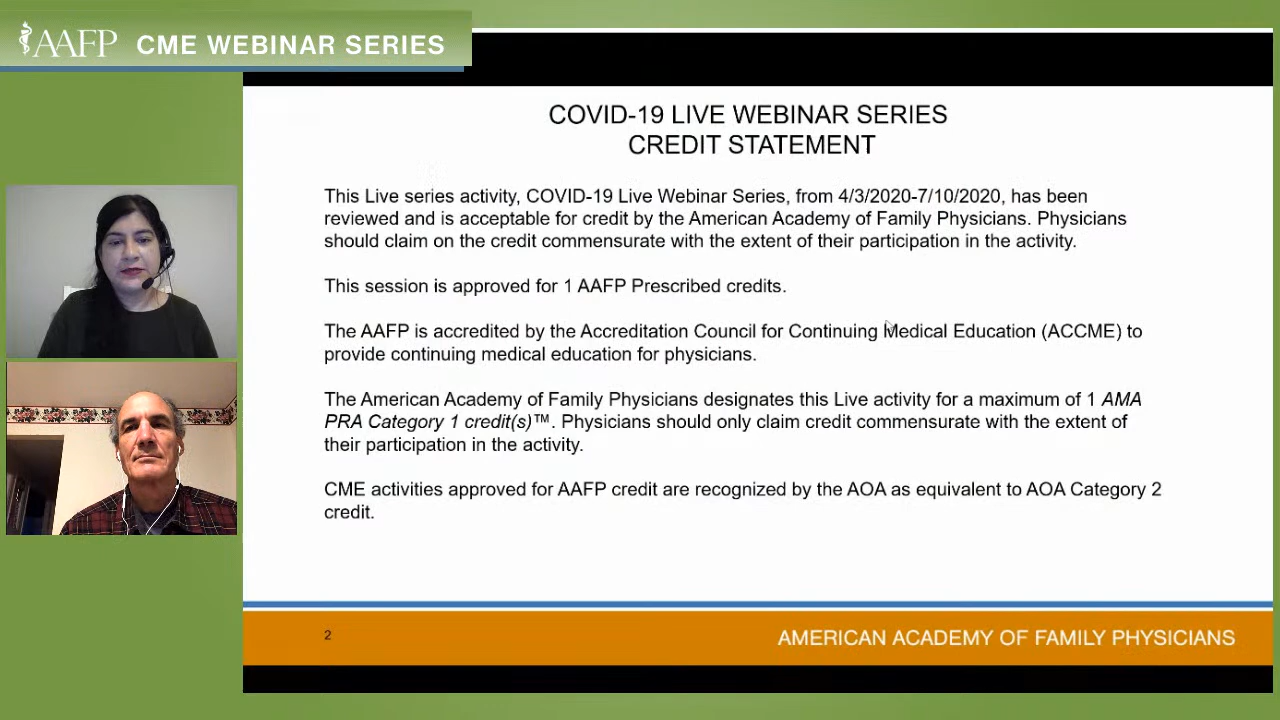 AAFP CME WEBINAR SERIES
COVID-19 LIVE WEBINAR SERIES
CREDIT STATEMENT
This Live series activity, COVID-19 Live Webinar Series, from 4/3/2020-7/10/2020, has been
reviewed and is acceptable for credit by the American Academy of Family Physicians. Physicians
should claim on the credit commensurate with the extent of their participation in the activity.
This session is approved for 1 AAFP Prescribed credits.
The AAFP is accredited by the Accreditation Council for Continuing Medical Education (ACCME) to
provide continuing medical education for physicians.
The American Academy of Family Physicians designates this Live activity for a maximum of 1 AMA
PRA Category 1 credit(s)™. Physicians should only claim credit commensurate with the extent of
their participation in the activity.
CME activities approved for AAFP credit are recognized by the AOA as equivalent to AOA Category 2
credit.
2
AMERICAN ACADEMY OF FAMILY PHYSICIANS